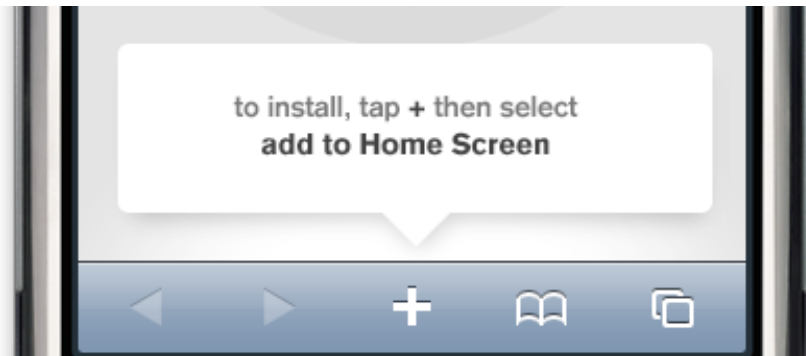 to install, tap + then select
add to Home Screen